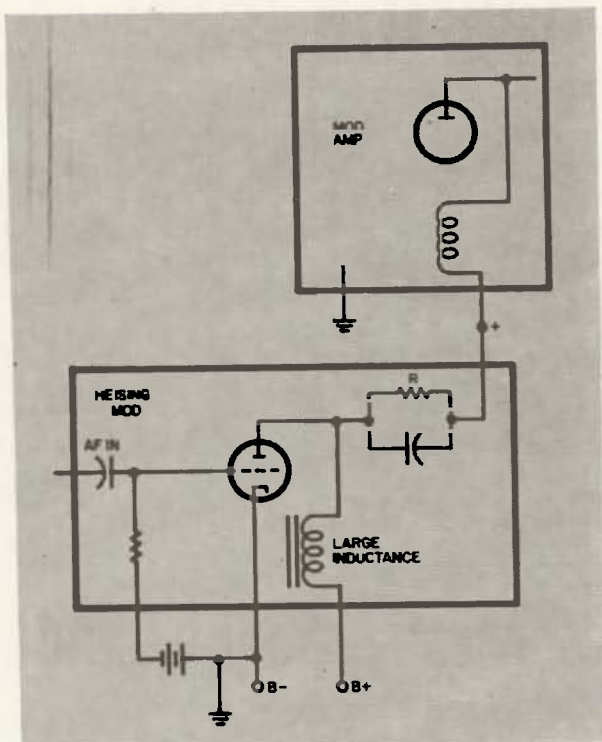 MOD
AMP
+
R
HEISING
MOD
AF IN
LARGE
INDUCTANCE
B-
B+